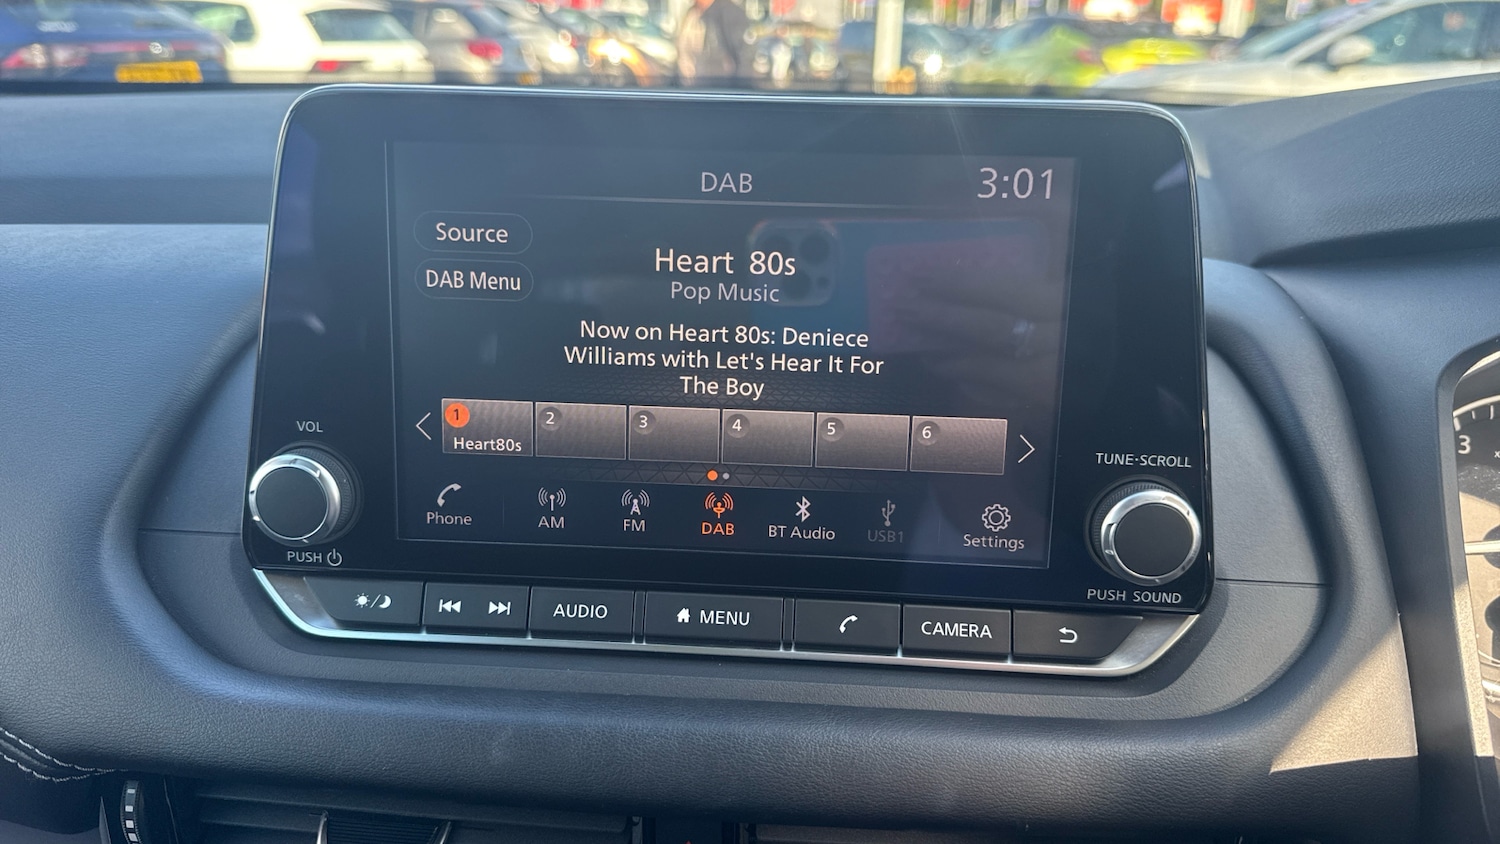 DAB
3:01
Source
DAB Menu
Heart 80s
Pop Music
Now on Heart 80s: Deniece
Williams with Let's Hear It For
The Boy
1
Heart80s
2
3
4
5
6
Phone
AM
FM
DAB
BT Audio
USB1
Settings
VOL
PUSH
TUNE·SCROLL
PUSH SOUND
AUDIO
MENU
CAMERA
3